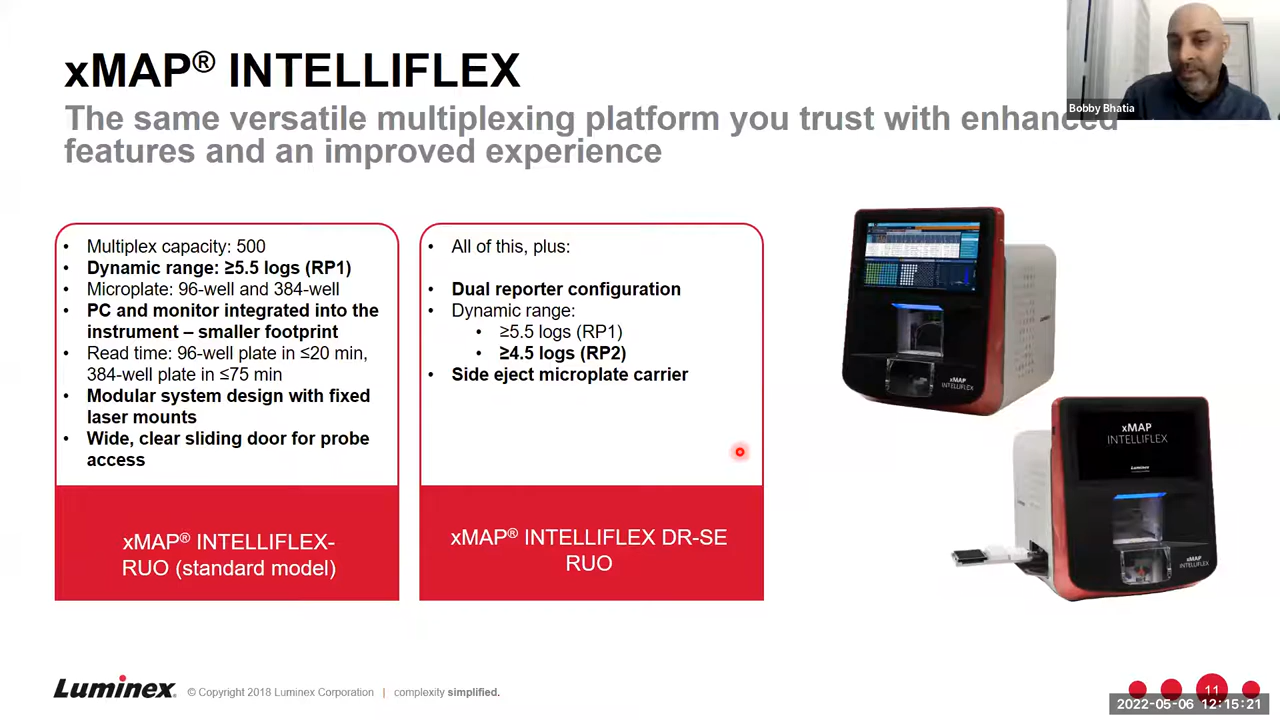 xMAP® INTELLIFLEX
The same versatile multiplexing platform you trust with enhanced
features and an improved experience
Bobby Bhatia
• Multiplex capacity: 500
• Dynamic range: ≥5.5 logs (RP1)
• Microplate: 96-well and 384-well
• PC and monitor integrated into the
instrument – smaller footprint
• Read time: 96-well plate in ≤20 min,
384-well plate in ≤75 min
• Modular system design with fixed
laser mounts
• Wide, clear sliding door for probe
access
xMAP® INTELLIFLEX-
RUO (standard model)
• All of this, plus:
• Dual reporter configuration
• Dynamic range:
• ≥5.5 logs (RP1)
• ≥4.5 logs (RP2)
• Side eject microplate carrier
xMAP® INTELLIFLEX DR-SE
RUO
xMAP
INTELLIFLEX
xMAP
INTELLIFLEX
Luminex
xMAP
INTELLIFLEX
Luminex® © Copyright 2018 Luminex Corporation | complexity simplified.
11
2022-05-06 12:15:21